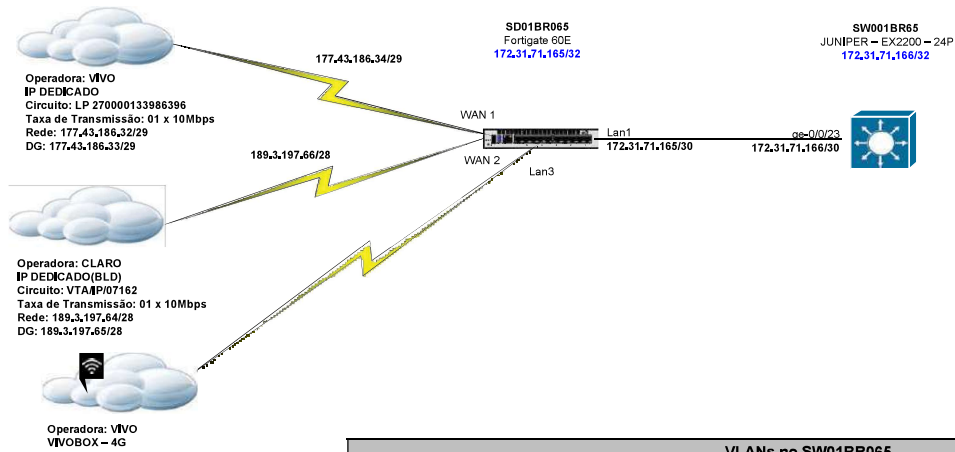 SD01BR065
Fortigate 60E
172.31.71.165/32
SW001BR65
JUNIPER – EX2200 – 24P
172.31.71.166/32
177.43.186.34/29
Operadora: VIVO
IP DEDICADO
Circuito: LP 270000133986396
Taxa de Transmissão: 01 x 10Mbps
Rede: 177.43.186.32/29
DG: 177.43.186.33/29
WAN 1
189.3.197.66/28
WAN 2
Lan1
172.31.71.165/30
ge-0/0/23
172.31.71.166/30
Lan3
Operadora: CLARO
IP DEDICADO(BLD)
Circuito: VTA/IP/07162
Taxa de Transmissão: 01 x 10Mbps
Rede: 189.3.197.64/28
DG: 189.3.197.65/28
Operadora: VIVO
VIVOBOX – 4G
VLANs no SW01BR065